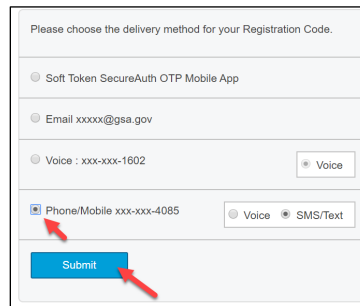 Please choose the delivery method for your Registration Code.
Soft Token SecureAuth OTP Mobile App
Email xxxxx@gsa.gov
Voice : xxx-xxx-1602 Voice
Phone/Mobile xxx-xxx-4085 Voice SMS/Text
Submit